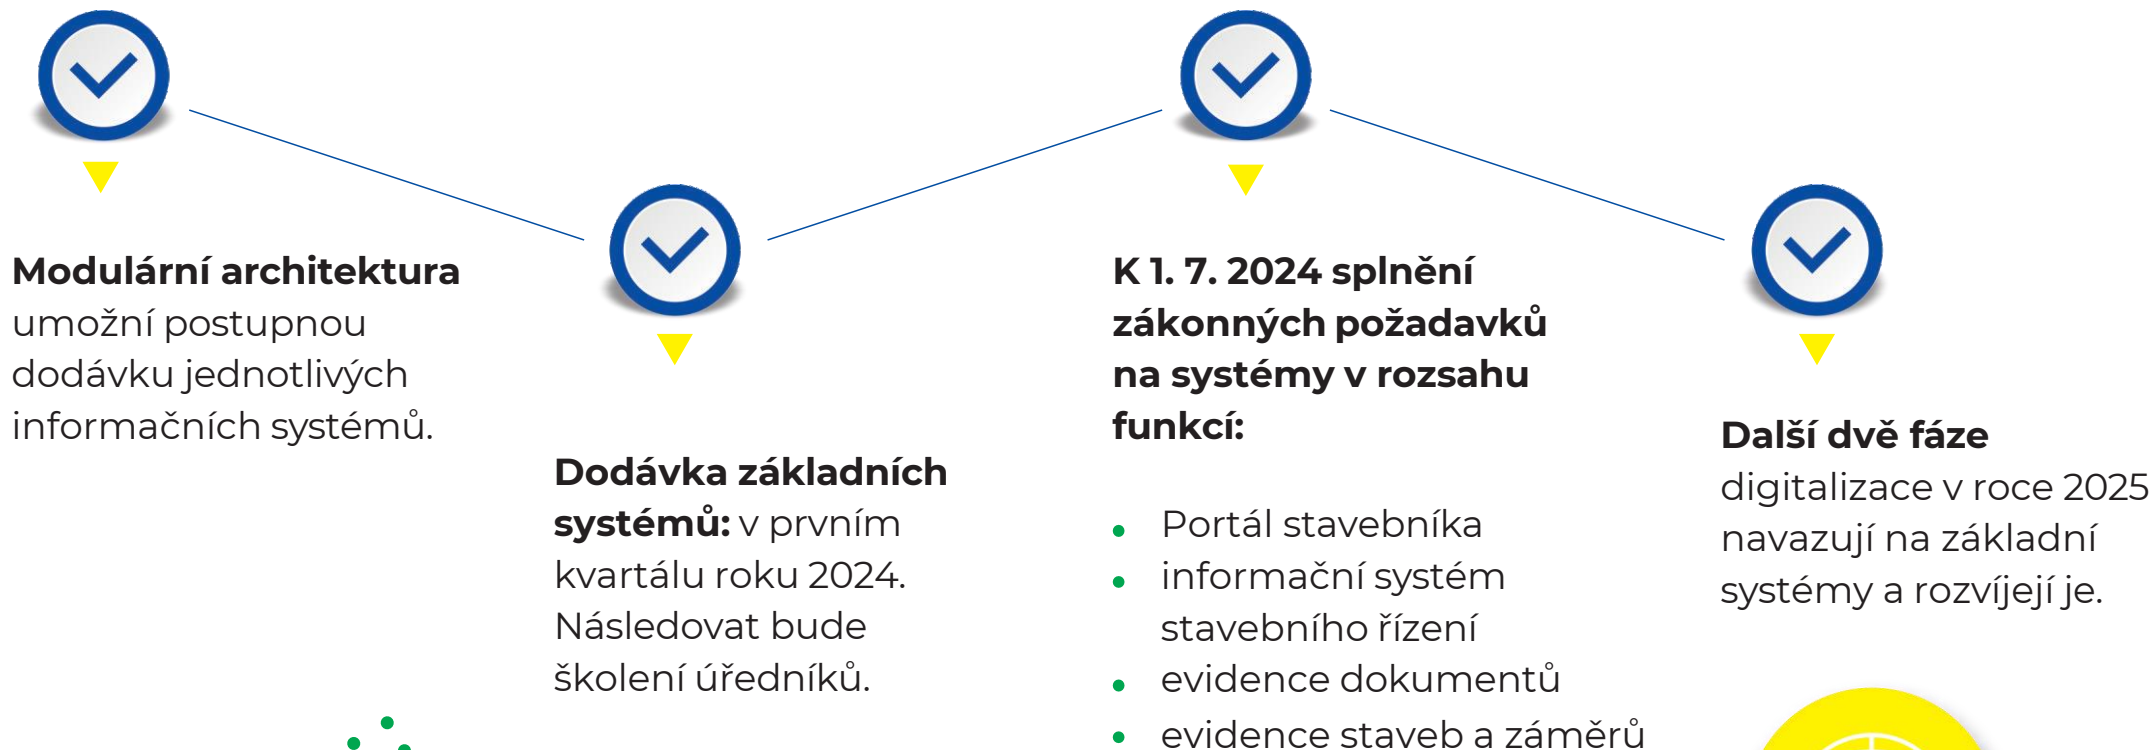 Modulární architektura
umožní postupnou
dodávku jednotlivých
informačních systémů.
Dodávka základních
systémů: v prvním
kvartálu roku 2024.
Následovat bude
školení úředníků.
K 1. 7. 2024 splnění
zákonných požadavků
na systémy v rozsahu
funkcí:
Portál stavebníka
informační systém
stavebního řízení
evidence dokumentů
evidence staveb a záměrů
Další dvě fáze
digitalizace v roce 2025
navazují na základní
systémy a rozvíjejí je.